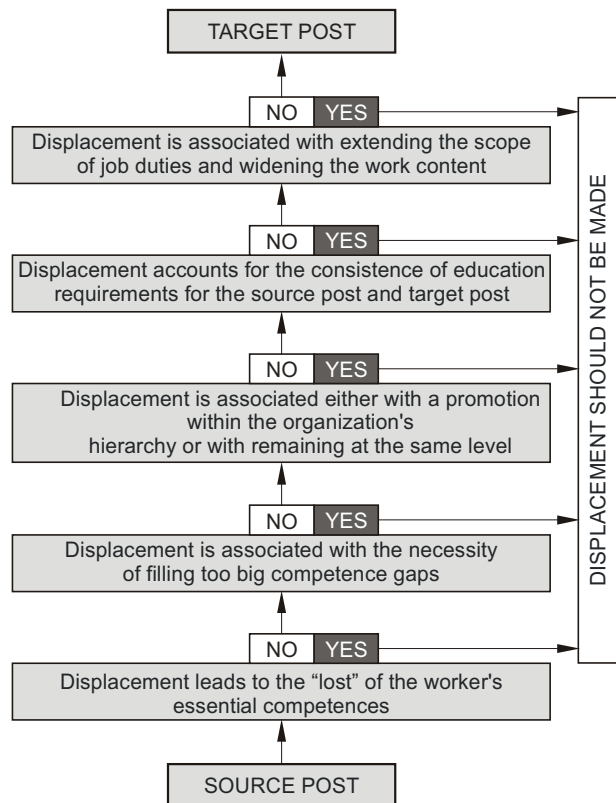 TARGET POST
NO YES
Displacement is associated with extending the scope
of job duties and widening the work content
NO YES
Displacement accounts for the consistence of education
requirements for the source post and target post
NO YES
Displacement is associated either with a promotion
within the organization's
hierarchy or with remaining at the same level
NO YES
Displacement is associated with the necessity
of filling too big competence gaps
NO YES
Displacement leads to the “lost” of the worker's
essential competences
SOURCE POST
DISPLACEMENT SHOULD NOT BE MADE